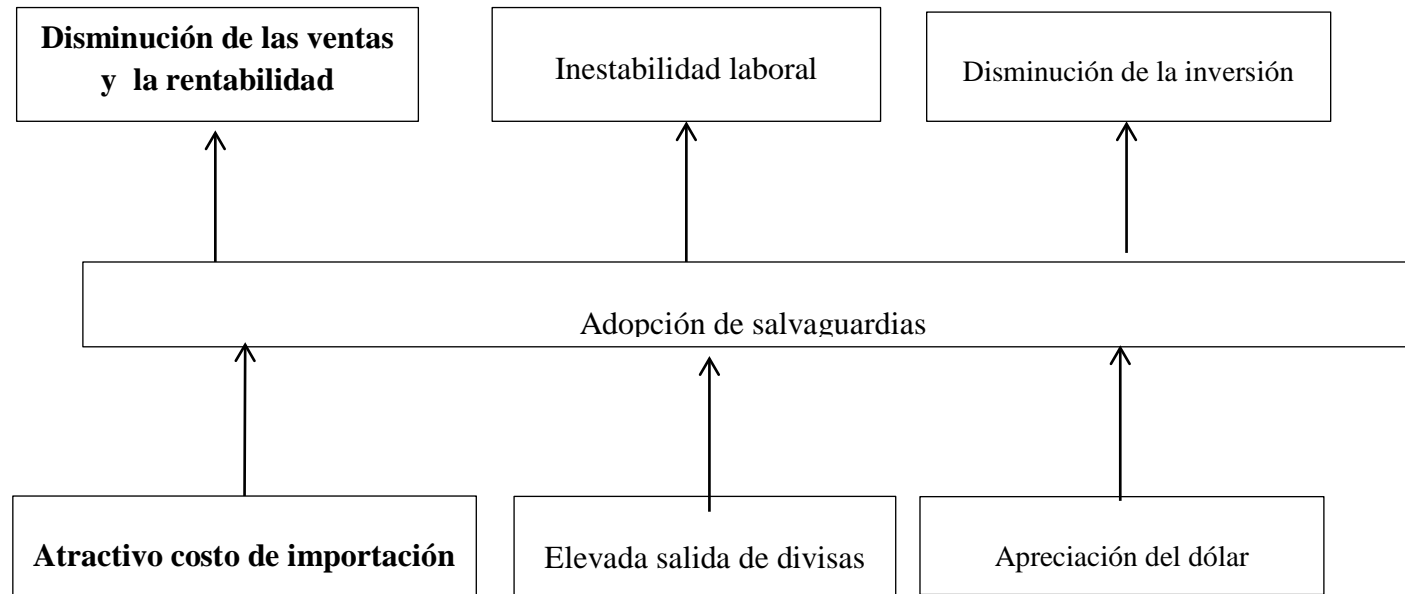 Disminución de las ventas
y la rentabilidad
Inestabilidad laboral
Disminución de la inversión
Adopción de salvaguardias
Atractivo costo de importación
Elevada salida de divisas
Apreciación del dólar